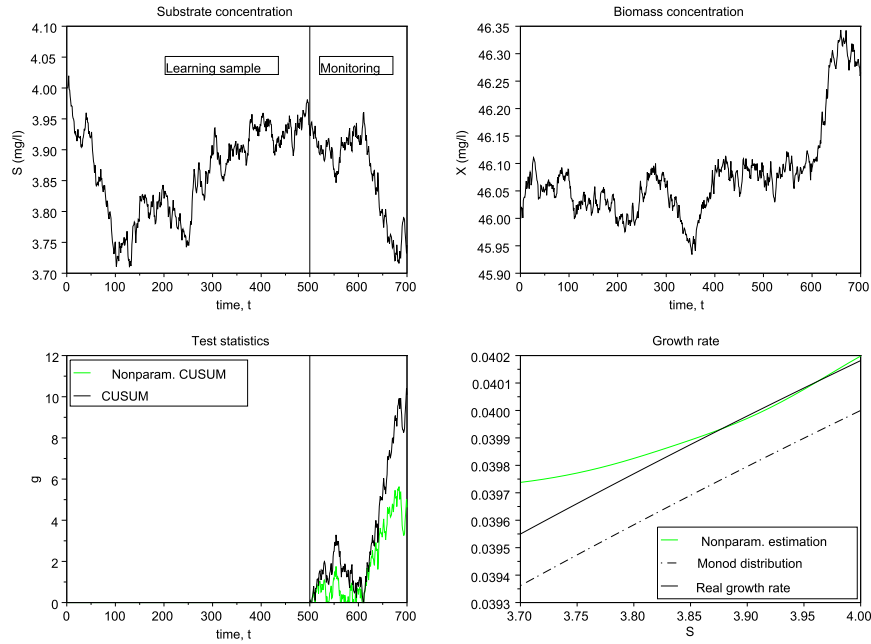 Substrate concentration
4.10
4.05
4.00
3.95
3.90
3.85
3.80
3.75
3.70
S (mg/l)
Learning sample
Monitoring
0 100 200 300 400 500 600 700
time, t
Biomass concentration
46.35
46.30
46.25
46.20
46.15
46.10
46.05
46.00
45.95
45.90
X (mg/l)
0 100 200 300 400 500 600 700
time, t
Test statistics
12
10
8
6
4
2
0
g
Nonparam. CUSUM
CUSUM
0 100 200 300 400 500 600 700
time, t
Growth rate
0.0402
0.0401
0.0400
0.0399
0.0398
0.0397
0.0396
0.0395
0.0394
0.0393
Nonparam. estimation
Monod distribution
Real growth rate
3.70 3.75 3.80 3.85 3.90 3.95 4.00
S